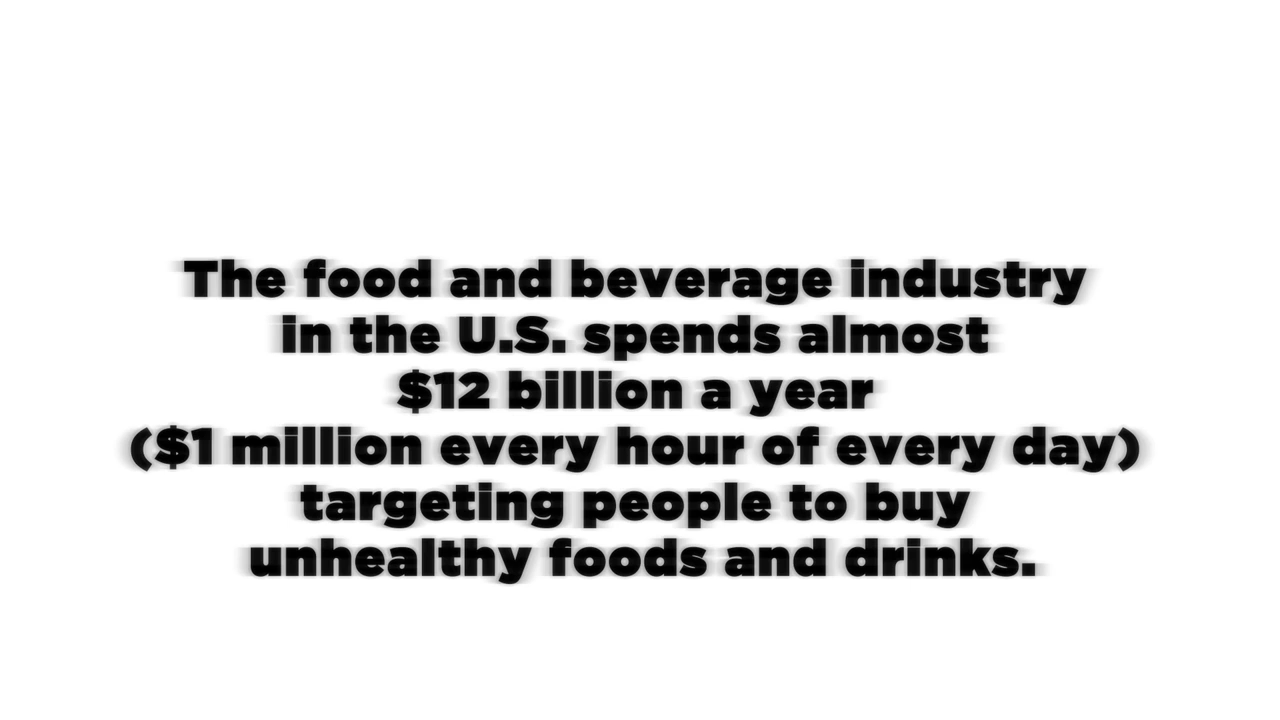 The food and beverage industry
in the U.S. spends almost
$12 billion a year
($1 million every hour of every day)
targeting people to buy
unhealthy foods and drinks.